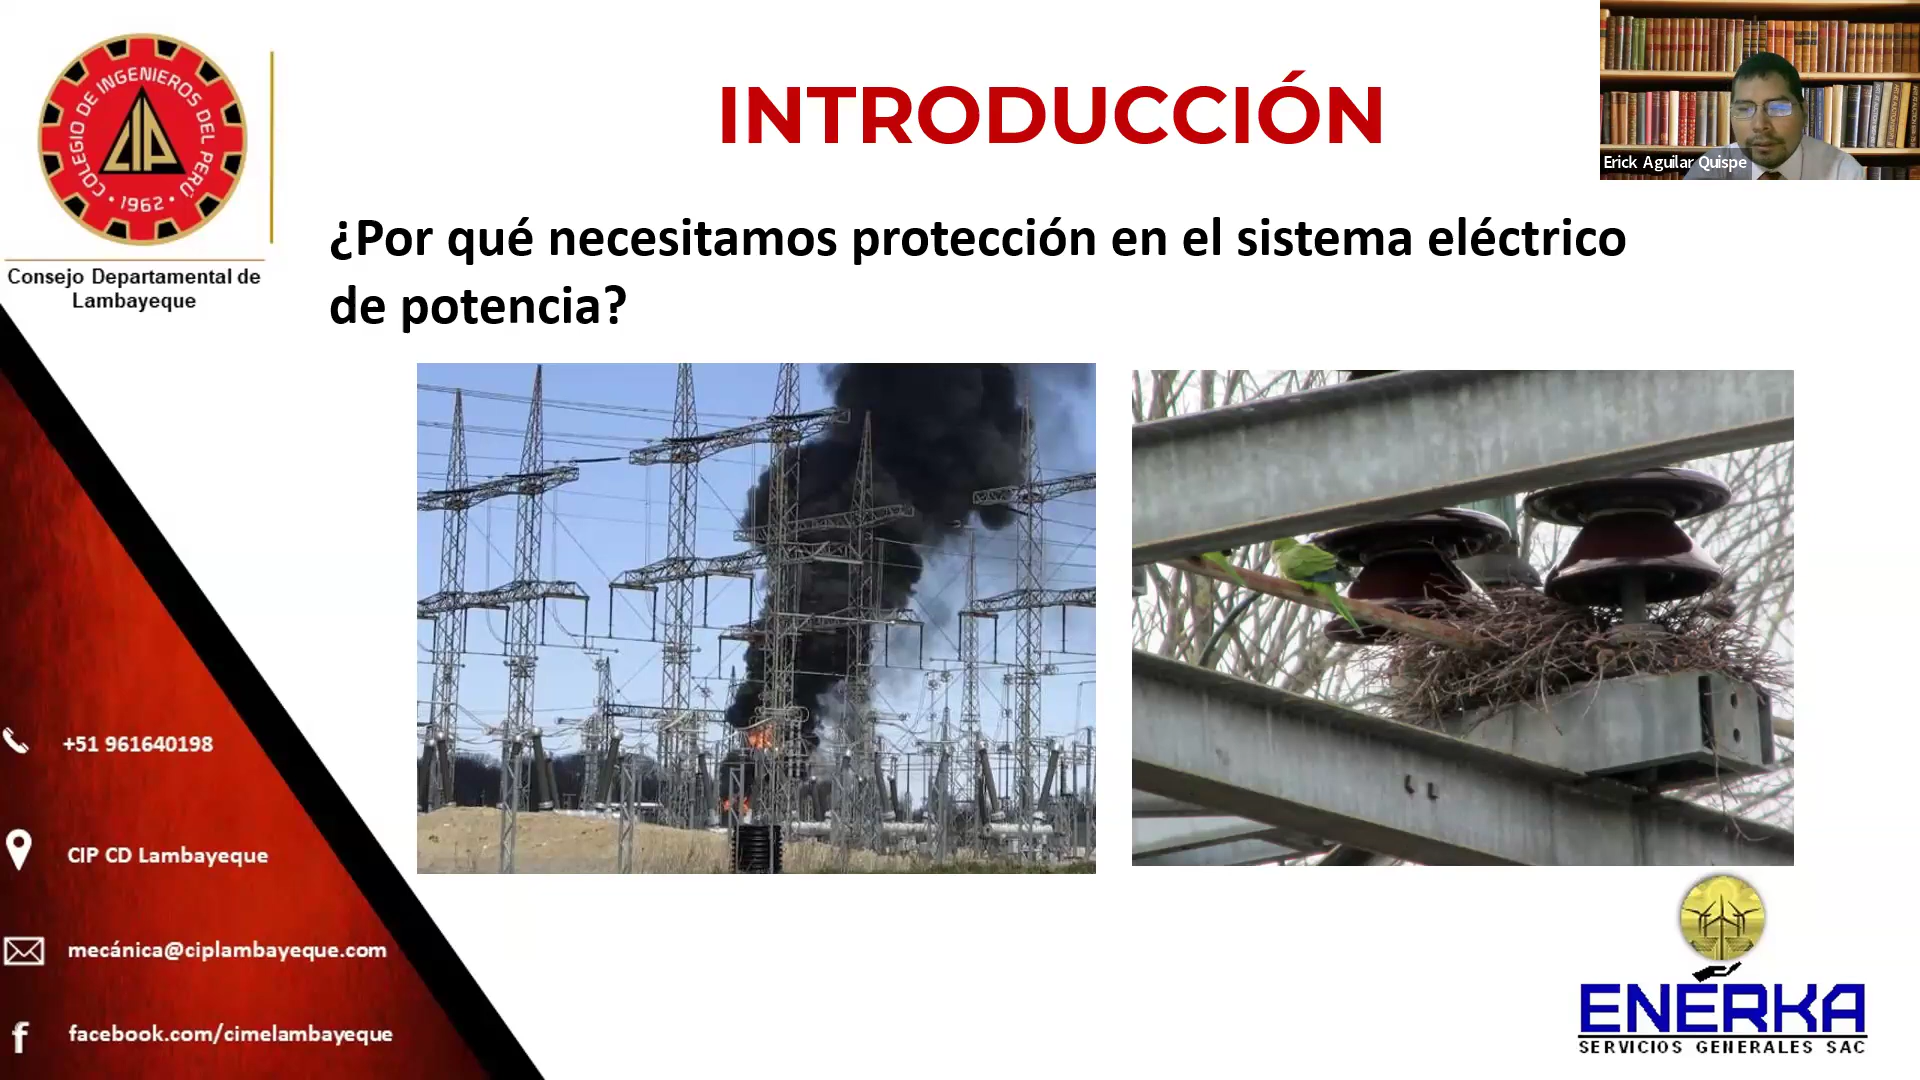 COLEGIO DE INGENIEROS DEL PERÚ
CIP
• 1962 •
Consejo Departamental de
Lambayeque
INTRODUCCIÓN
Erick Aguilar Quispe
¿Por qué necesitamos protección en el sistema eléctrico
de potencia?
+51 961640198
CIP CD Lambayeque
mecánica@ciplambayeque.com
facebook.com/cimelambayeque
ENERKA
SERVICIOS GENERALES SAC